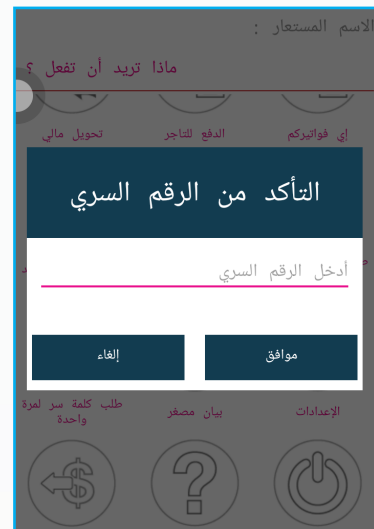 الاسم المستعار :
ماذا تريد أن تفعل ؟
إي فواتيركم
الدفع للتاجر
تحويل مالي
التأكد من الرقم السري
أدخل الرقم السري
موافق
إلغاء
الإعدادات
بيان مصغر
طلب كلمة سر لمرة
واحدة